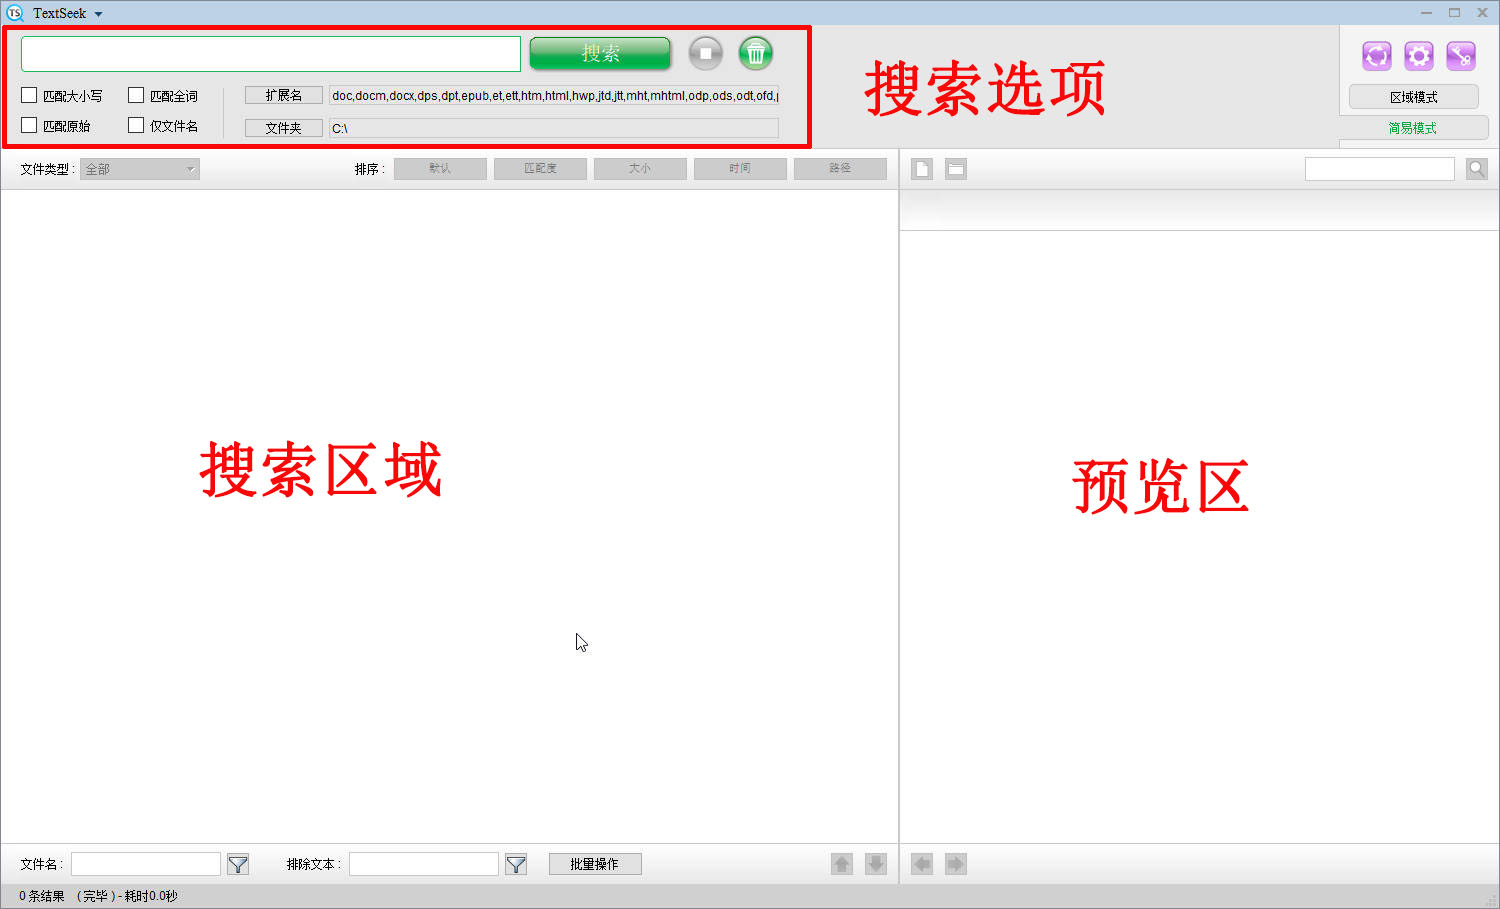 TextSeek
搜索
匹配大小写 匹配全词 扩展名 doc,docm,docx,dps,dpt,epub,et,ett,htm,html,hwp,jtd,jtt,mht,mhtml,odp,ods,odt,ofd,
匹配原始 仅文件名 文件夹 C:\
搜索选项
区域模式
简易模式
文件类型: 全部 排序: 默认 匹配度 大小 时间 路径
搜索区域
预览区
文件名: 排除文本: 批量操作
0 条结果 (完毕) - 耗时0.0秒